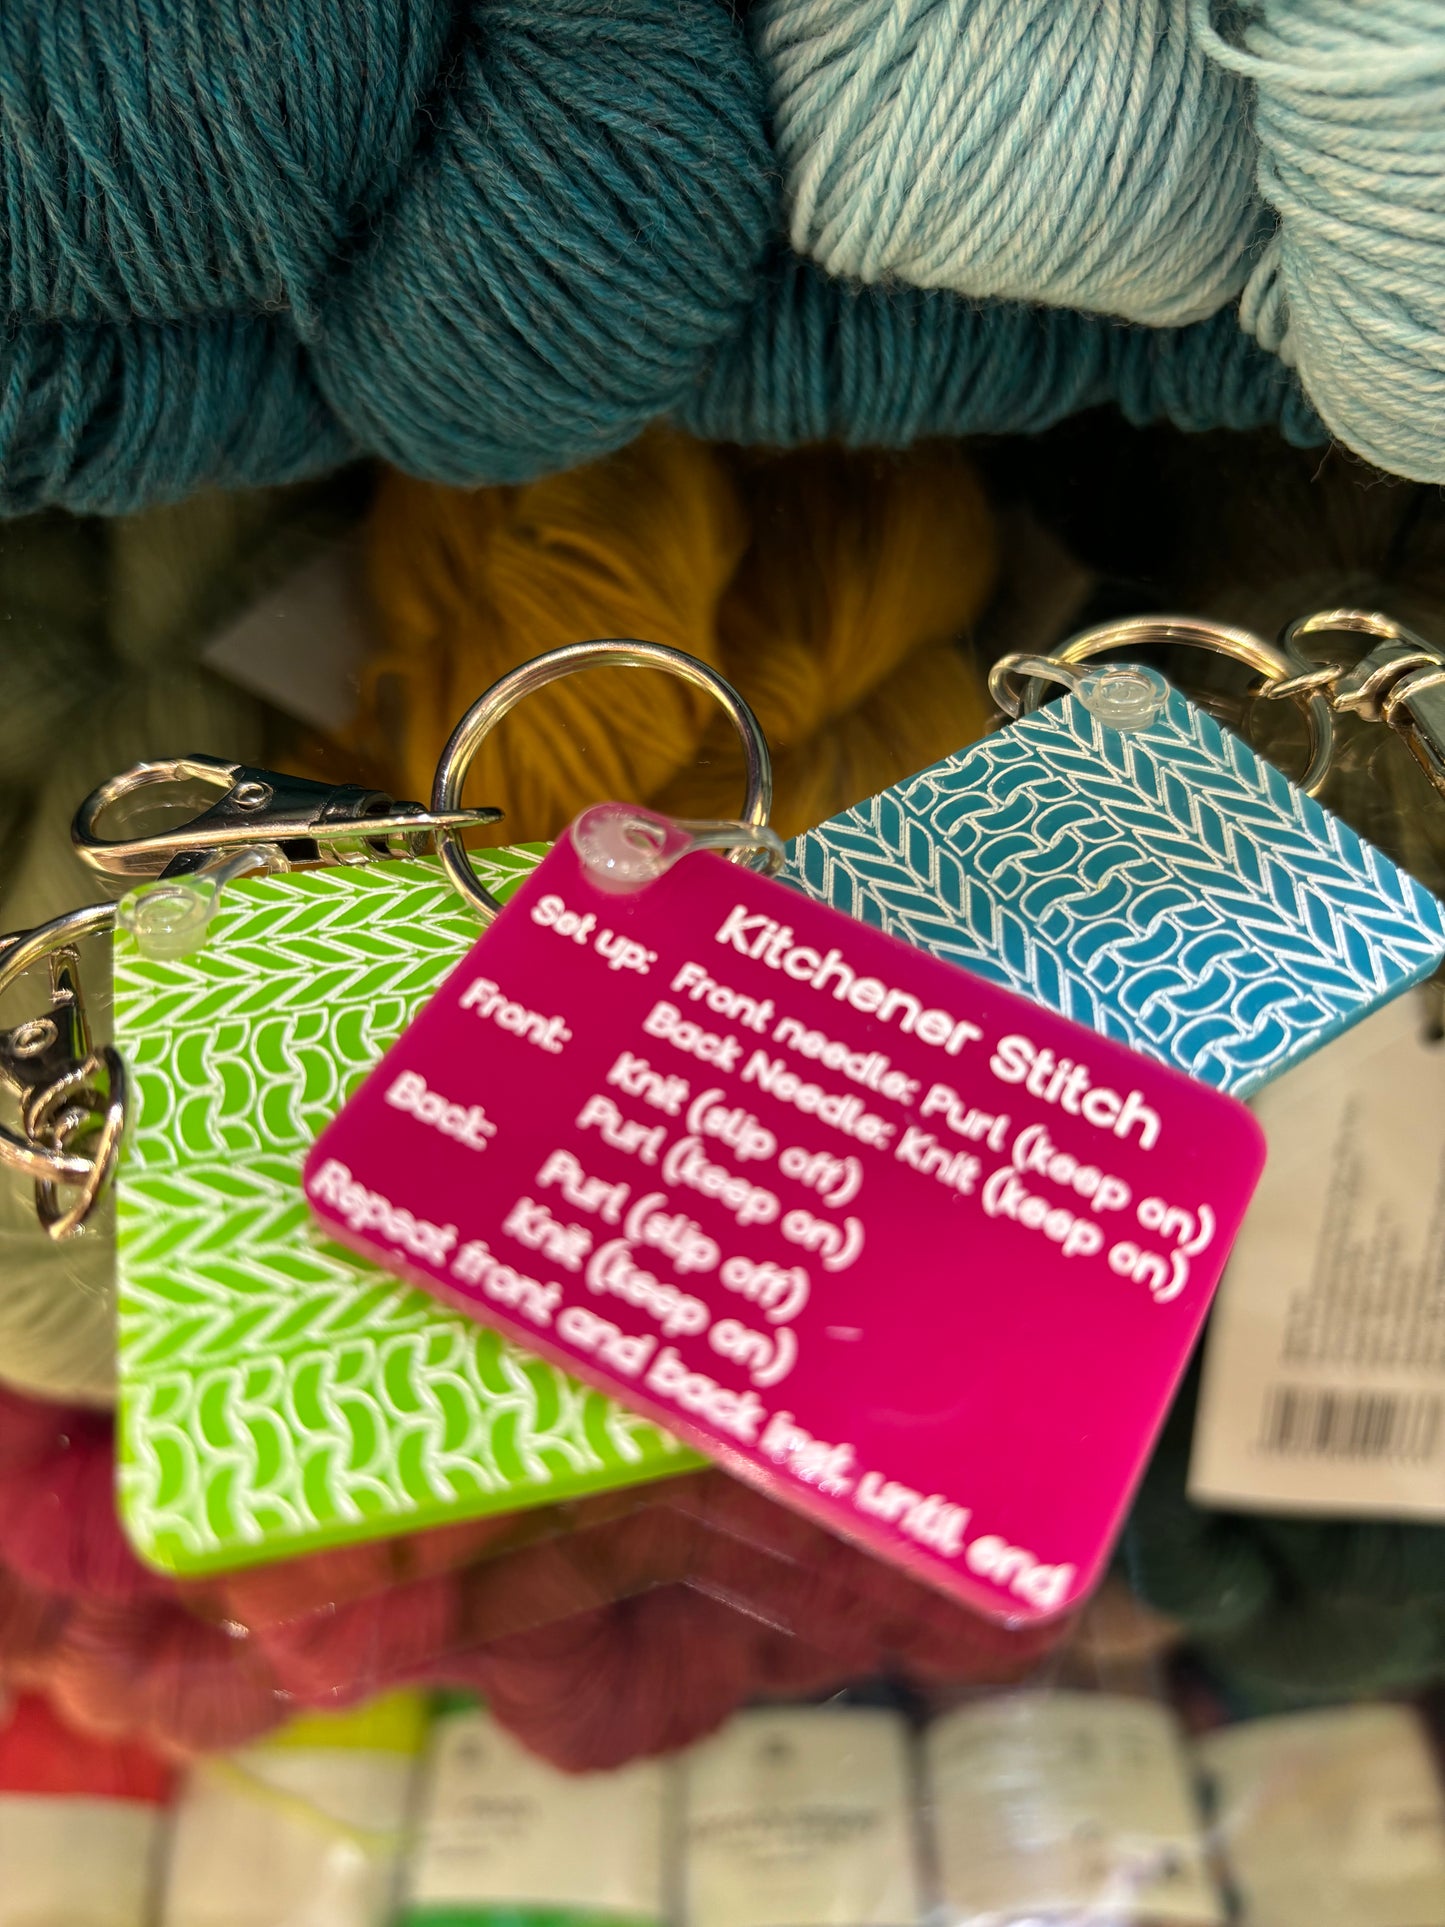 Kitchener Stitch
Set up: Front needle: Purl (keep on)
Back Needle: Knit (keep on)
Front: Knit (slip off)
Purl (keep on)
Back: Purl (slip off)
Knit (keep on)
Repeat front and back inst. until end